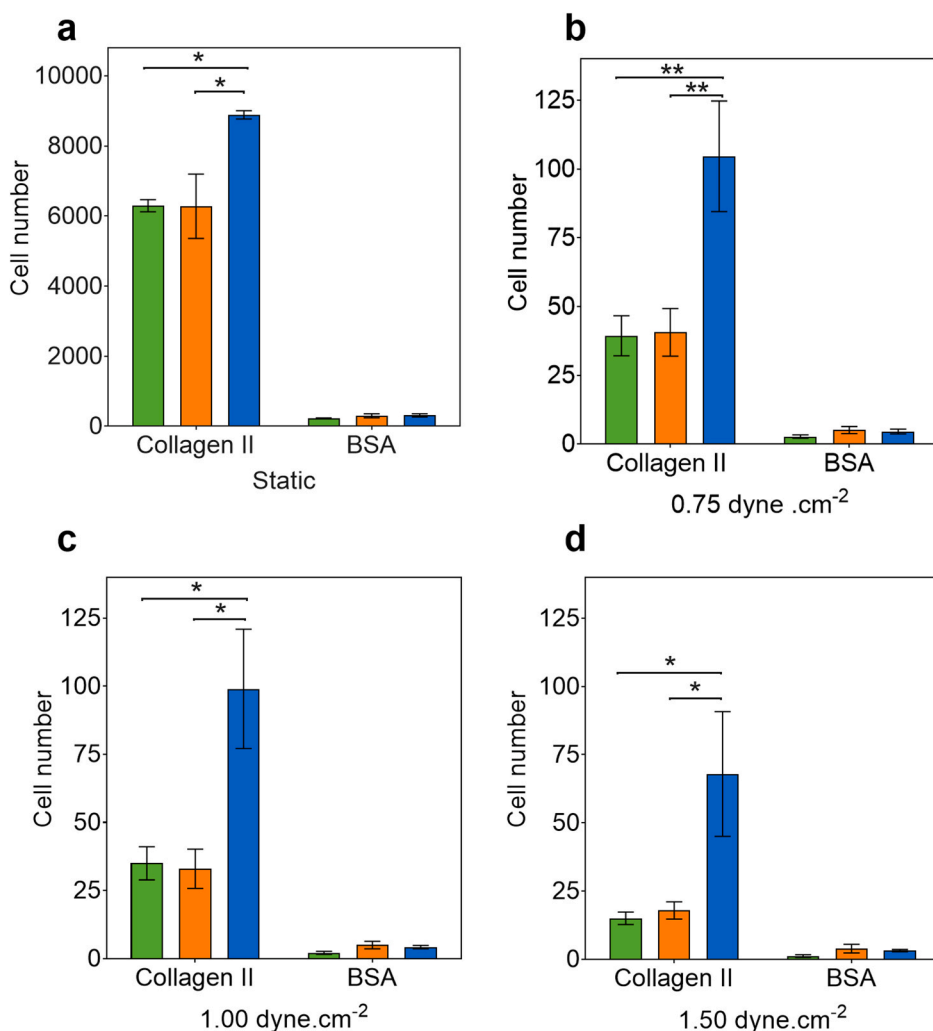 a
*
*
10000
8000
6000
4000
2000
0
Cell number
Collagen II BSA
Static
b
**
**
125
100
75
50
25
0
Cell number
Collagen II BSA
0.75 dyne .cm-2
c
*
*
125
100
75
50
25
0
Cell number
Collagen II BSA
1.00 dyne.cm-2
d
*
*
125
100
75
50
25
0
Cell number
Collagen II BSA
1.50 dyne.cm-2